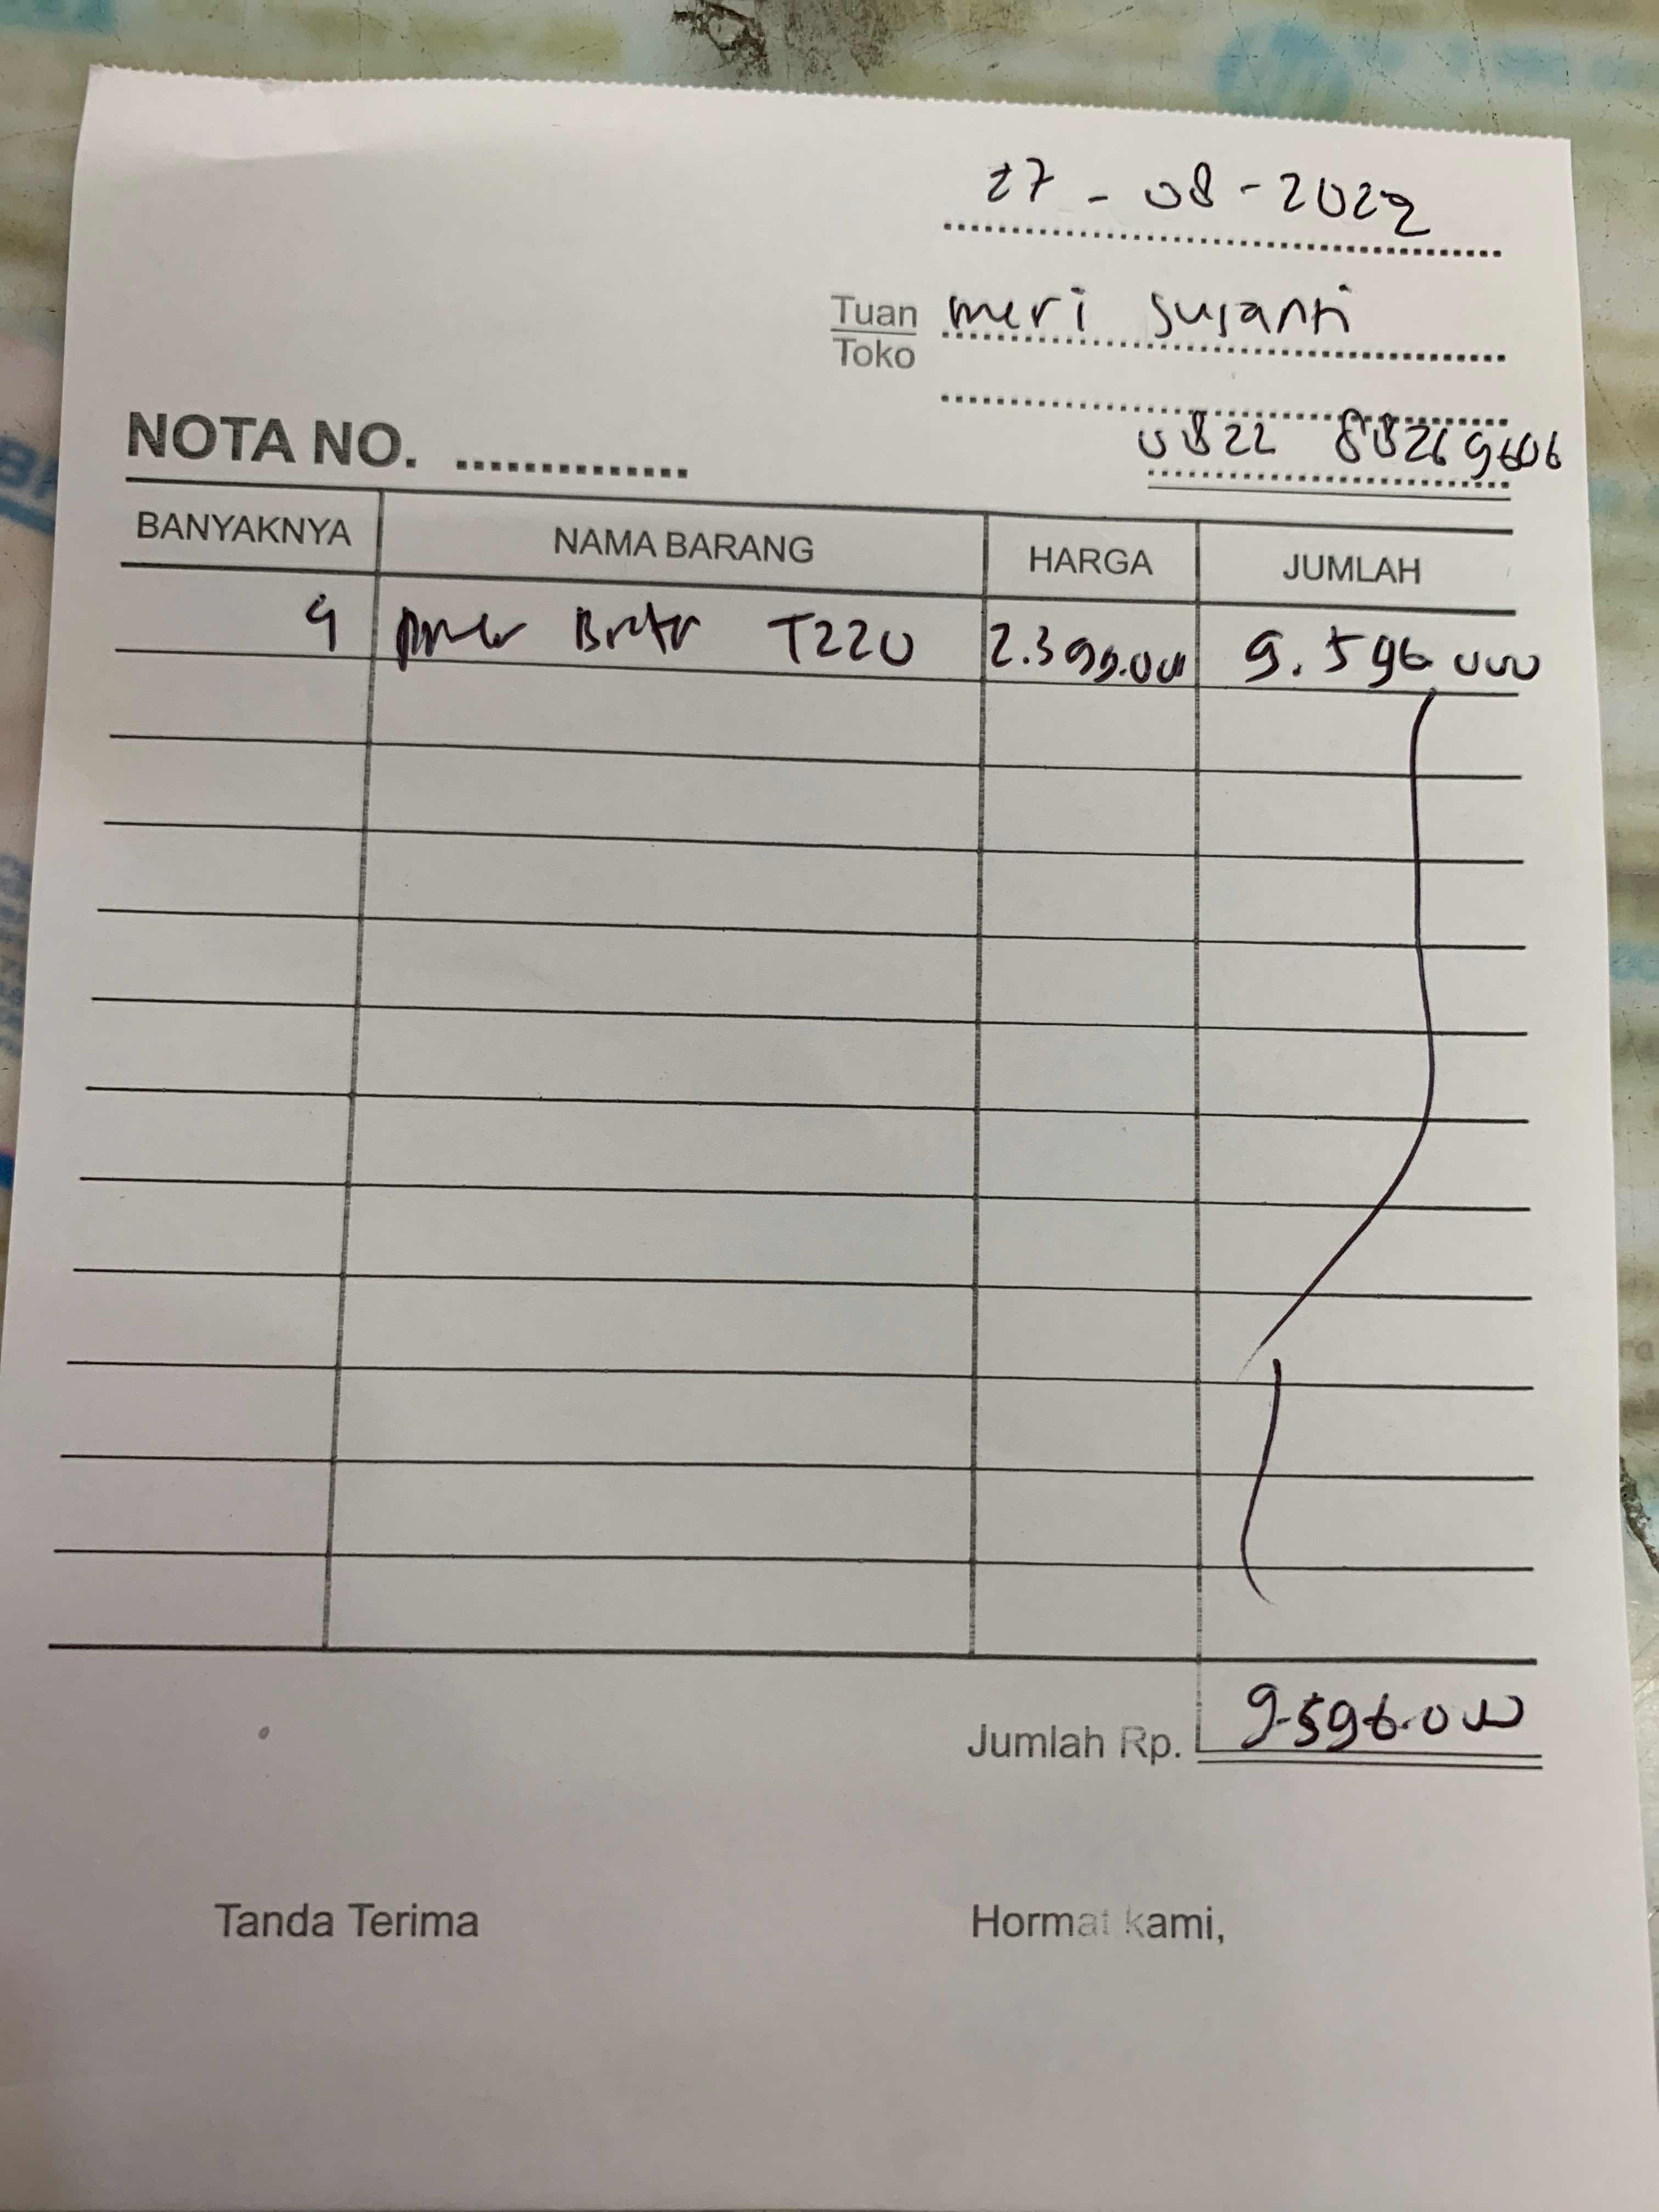 27 - 08 - 2022
Tuan meri susanti
Toko
NOTA NO. ..............
0822 88269606
BANYAKNYA NAMA BARANG HARGA JUMLAH
4 T220 2.399.000 9.596.000
Jumlah Rp. 9.596.000
Tanda Terima Hormat kami,